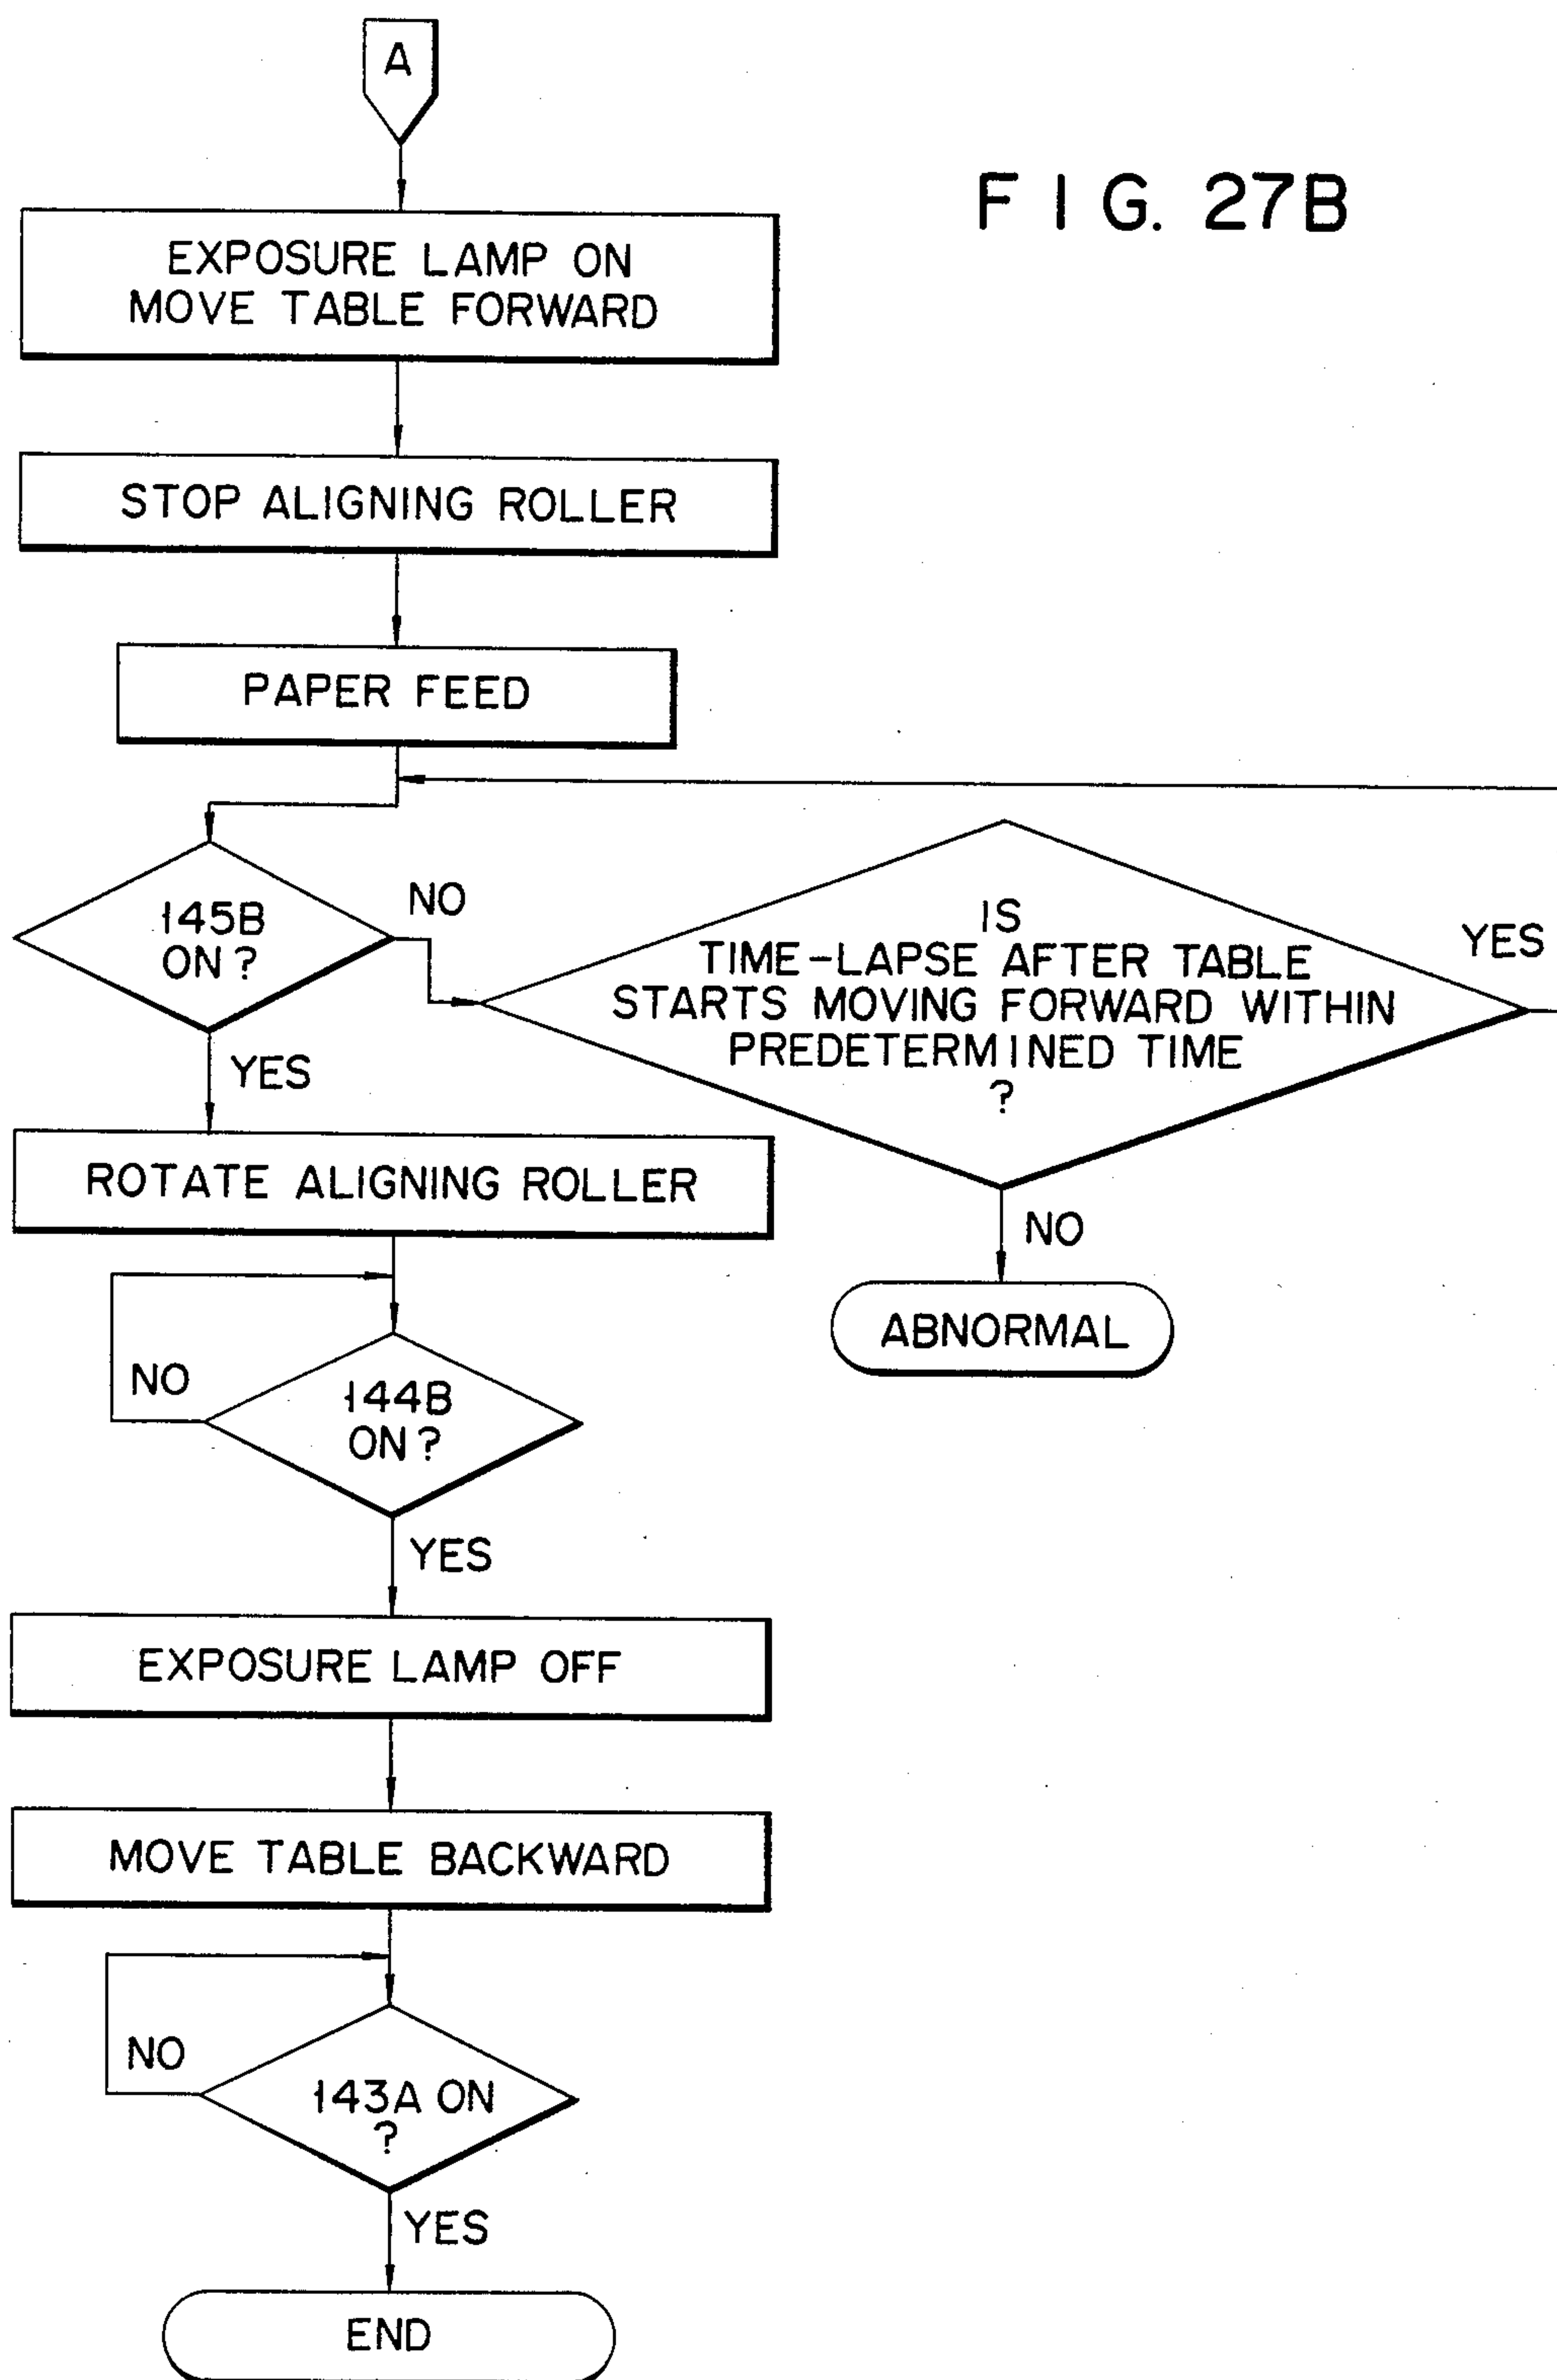 A
F I G. 27B
EXPOSURE LAMP ON
MOVE TABLE FORWARD
STOP ALIGNING ROLLER
PAPER FEED
145B
ON ?
NO
IS
TIME-LAPSE AFTER TABLE
STARTS MOVING FORWARD WITHIN
PREDETERMINED TIME
?
YES
YES
NO
ROTATE ALIGNING ROLLER
ABNORMAL
144B
ON ?
NO
YES
EXPOSURE LAMP OFF
MOVE TABLE BACKWARD
143A ON
?
NO
YES
END